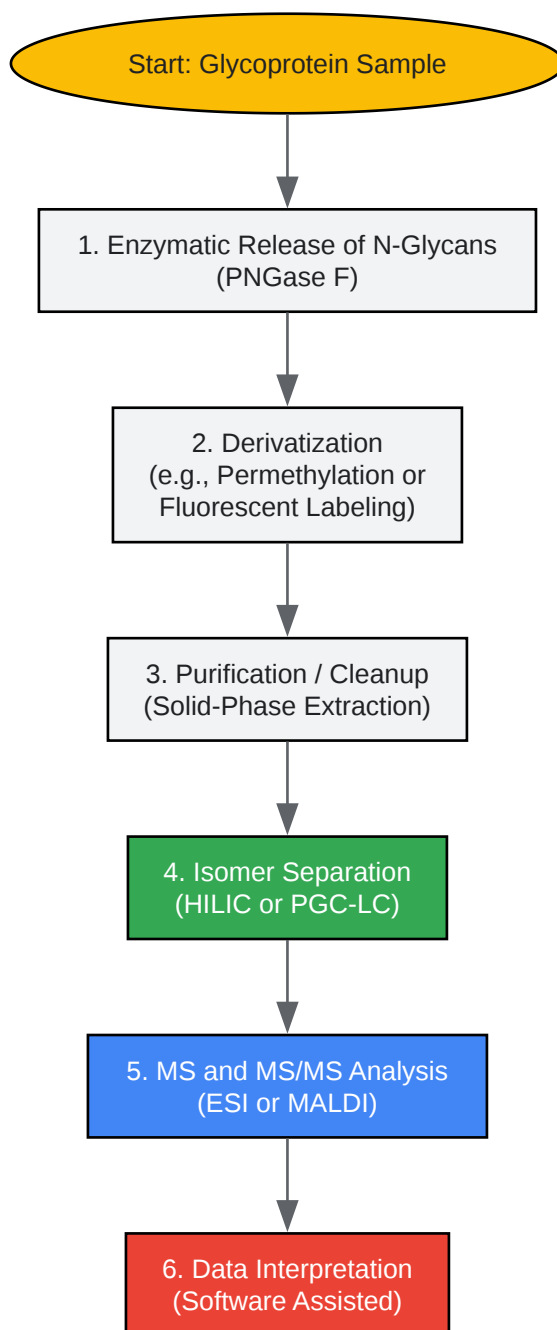 Start: Glycoprotein Sample
1. Enzymatic Release of N-Glycans
(PNGase F)
2. Derivatization
(e.g., Permethylation or
Fluorescent Labeling)
3. Purification / Cleanup
(Solid-Phase Extraction)
4. Isomer Separation
(HILIC or PGC-LC)
5. MS and MS/MS Analysis
(ESI or MALDI)
6. Data Interpretation
(Software Assisted)